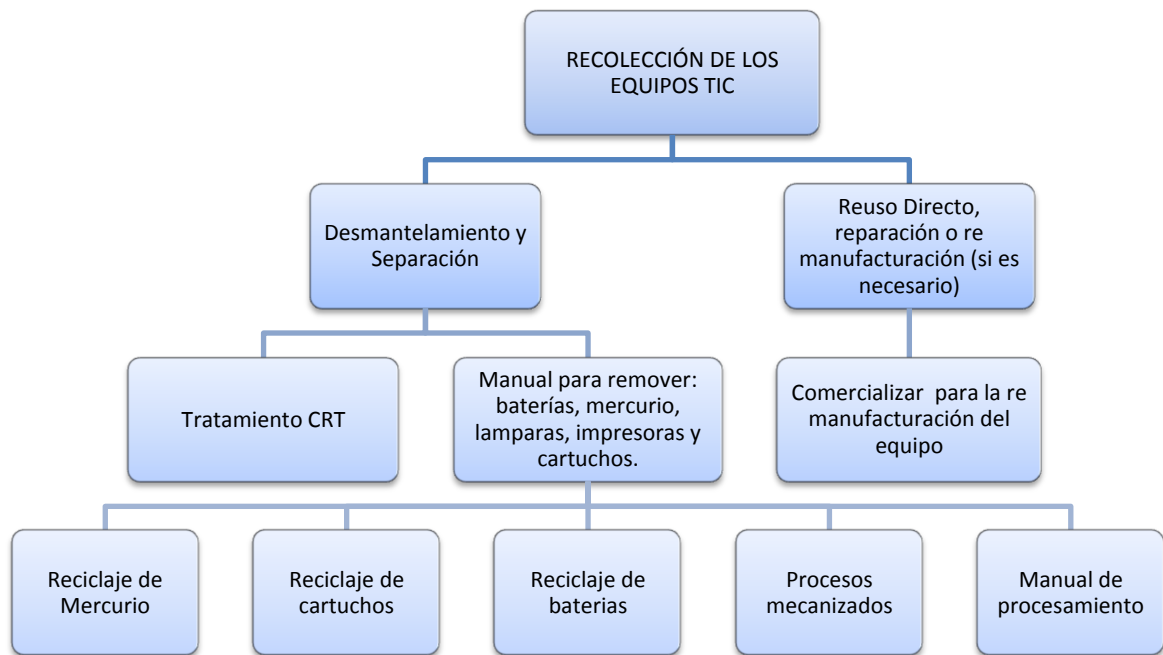 RECOLECCIÓN DE LOS
EQUIPOS TIC
Desmantelamiento y
Separación
Reuso Directo,
reparación o re
manufacturación (si es
necesario)
Tratamiento CRT
Manual para remover:
baterías, mercurio,
lamparas, impresoras y
cartuchos.
Comercializar para la re
manufacturación del
equipo
Reciclaje de
Mercurio
Reciclaje de
cartuchos
Reciclaje de
baterias
Procesos
mecanizados
Manual de
procesamiento